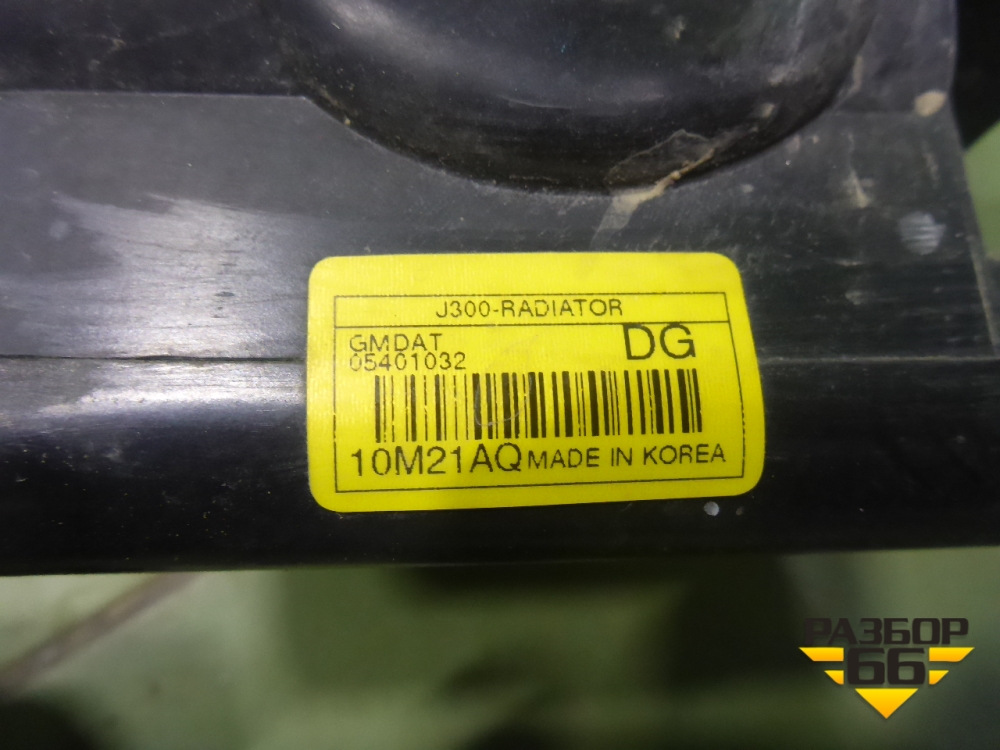 J300-RADIATOR
GMDAT
DG
05401032
10M21AQ MADE IN KOREA
РАЗБОР
66